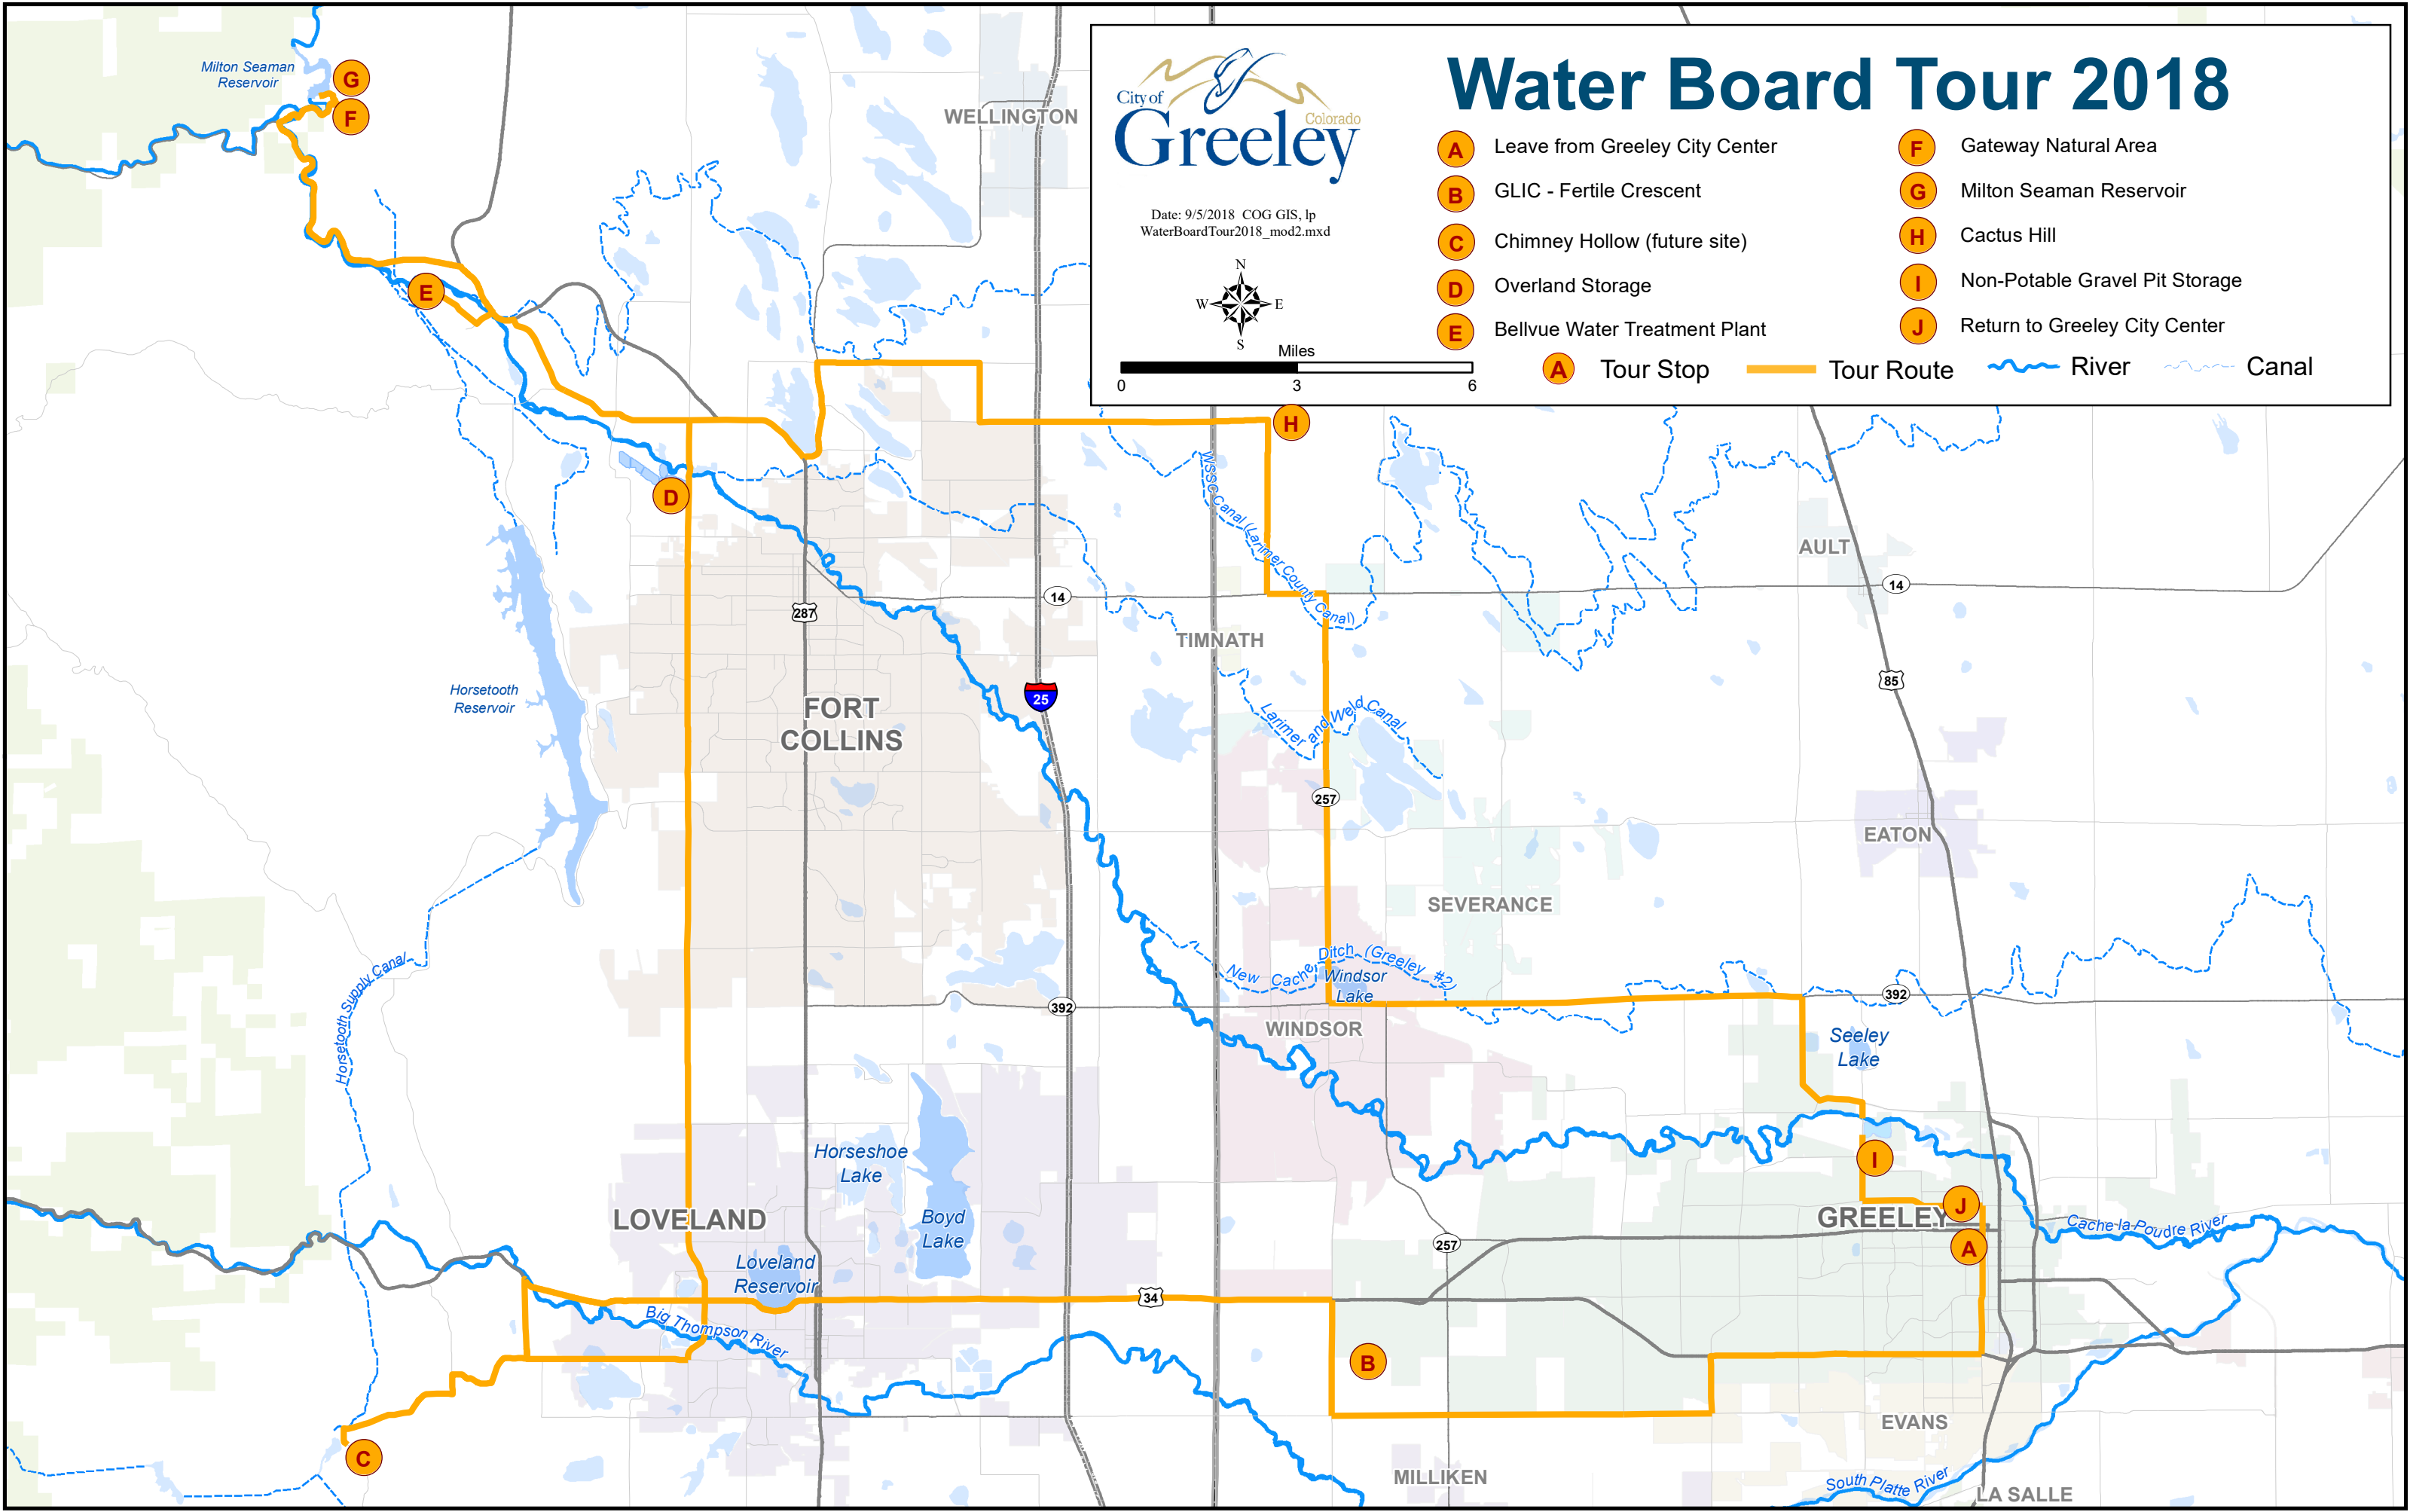 Water Board Tour 2018
City of
Greeley
Colorado
Date: 9/5/2018 COG GIS, lp
WaterBoardTour2018_mod2.mxd
N
W E
S
Miles
0 3 6
A Leave from Greeley City Center
B GLIC - Fertile Crescent
C Chimney Hollow (future site)
D Overland Storage
E Bellvue Water Treatment Plant
F Gateway Natural Area
G Milton Seaman Reservoir
H Cactus Hill
I Non-Potable Gravel Pit Storage
J Return to Greeley City Center
A Tour Stop
Tour Route
River
Canal
Milton Seaman
Reservoir
G
F
WELLINGTON
E
H
D
WSSC Canal (Larimer County Canal)
AULT
14
14
287
TIMNATH
85
25
Horsetooth
Reservoir
FORT
COLLINS
Larimer and Weld Canal
257
EATON
SEVERANCE
Horsetooth Supply Canal
New Cache Ditch (Greeley #2)
Windsor
Lake
392
392
WINDSOR
Seeley
Lake
Horseshoe
Lake
I
Boyd
Lake
LOVELAND
J
GREELEY
A
Cache la Poudre River
257
Loveland
Reservoir
34
Big Thompson River
B
EVANS
C
MILLIKEN
South Platte River
LA SALLE